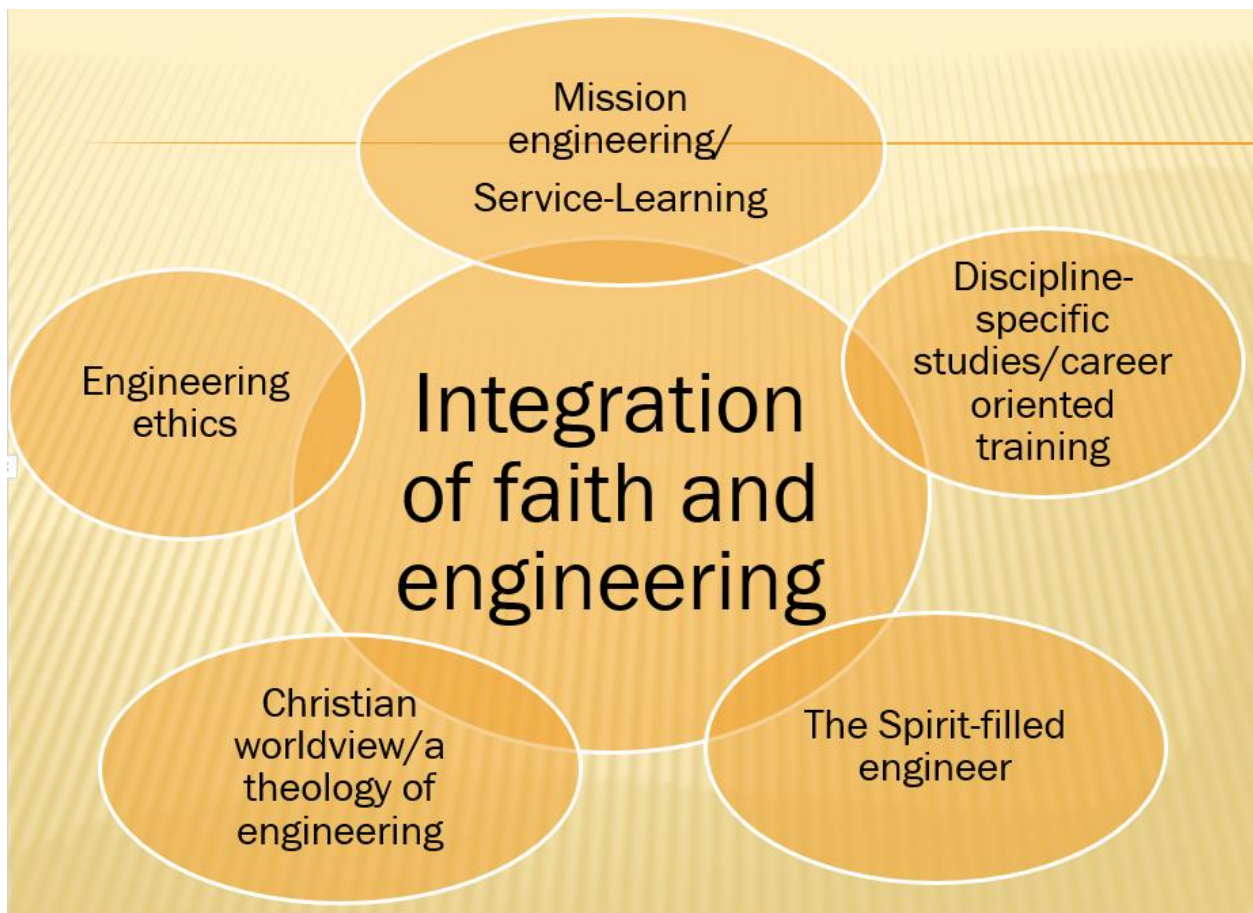 Mission
engineering/
Service-Learning
Discipline-
specific
studies/career
oriented
training
Engineering
ethics
Integration
of faith and
engineering
Christian
worldview/a
theology of
engineering
The Spirit-filled
engineer